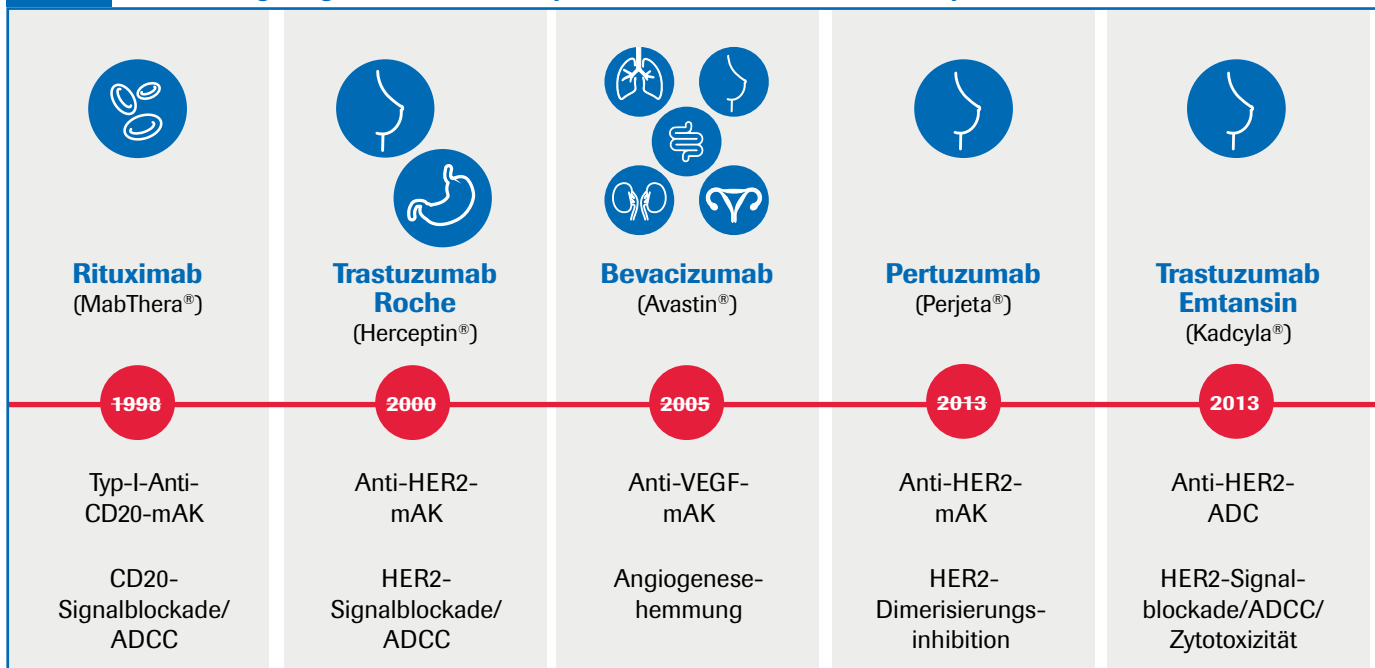 Rituximab
(MabThera®)
1998
Typ-I-Anti-
CD20-mAK
CD20-
Signalblockade/
ADCC
Trastuzumab
Roche
(Herceptin®)
2000
Anti-HER2-
mAK
HER2-
Signalblockade/
ADCC
Bevacizumab
(Avastin®)
2005
Anti-VEGF-
mAK
Angiogenese-
hemmung
Pertuzumab
(Perjeta®)
2013
Anti-HER2-
mAK
HER2-
Dimerisierungs-
inhibition
Trastuzumab
Emtansin
(Kadcyla®)
2013
Anti-HER2-
ADC
HER2-Signal-
blockade/ADCC/
Zytotoxizität